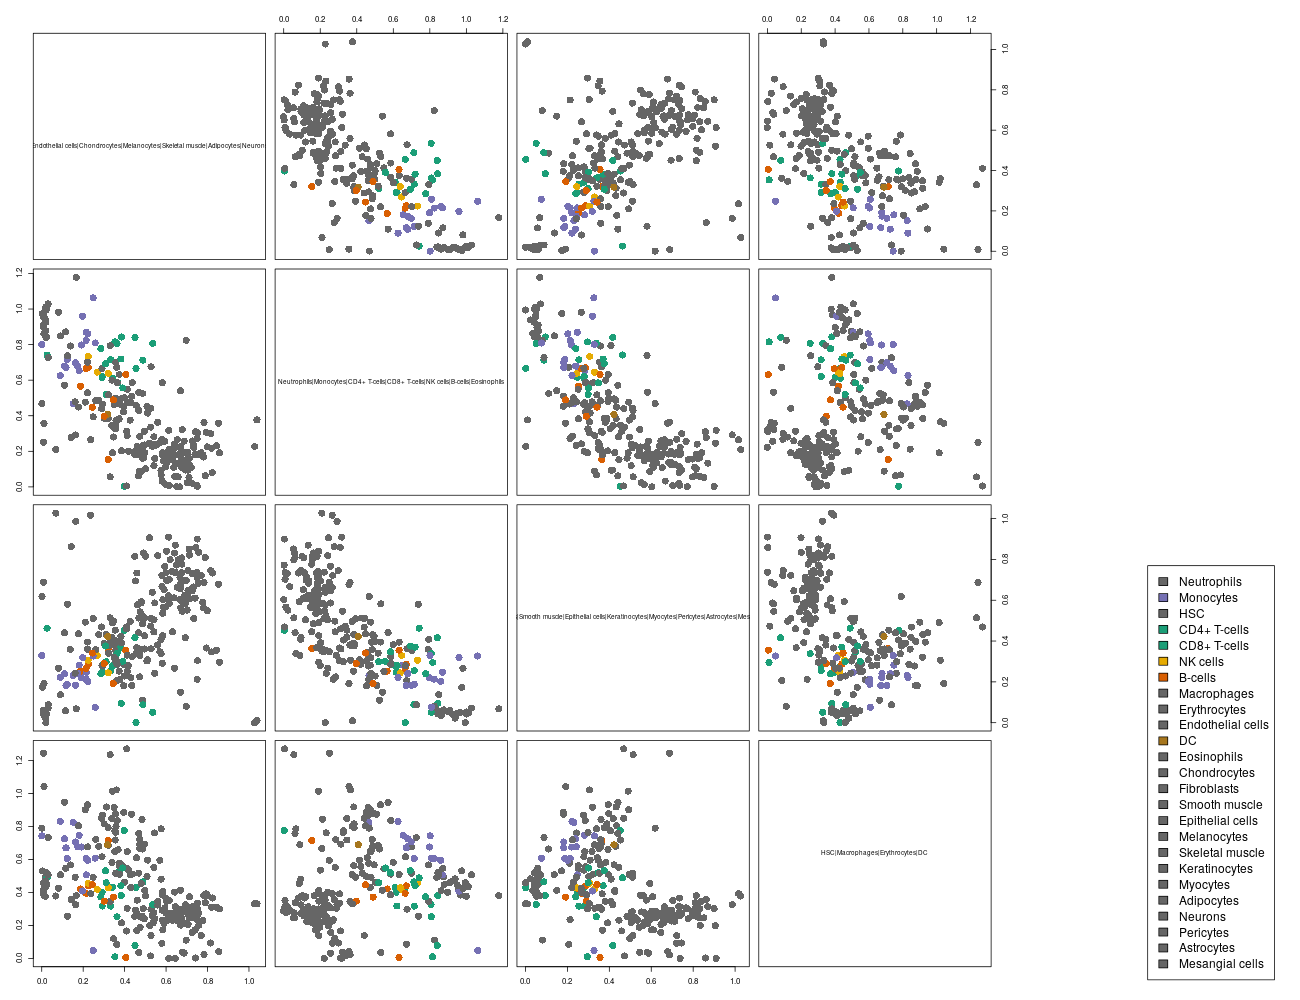 0.0 0.2 0.4 0.6 0.8 1.0 1.2 0.0 0.2 0.4 0.6 0.8 1.0 1.2
Endothelial cells|Chondrocytes|Melanocytes|Skeletal muscle|Adipocytes|Neuron
0.0 0.2 0.4 0.6 0.8 1.0
0.0 0.2 0.4 0.6 0.8 1.0 1.2
Neutrophils|Monocytes|CD4+ T-cells|CD8+ T-cells|NK cells|B-cells|Eosinophils
|Smooth muscle|Epithelial cells|Keratinocytes|Myocytes|Pericytes|Astrocytes|Mes
0.0 0.2 0.4 0.6 0.8 1.0
0.0 0.2 0.4 0.6 0.8 1.0 1.2
HSC|Macrophages|Erythrocytes|DC
0.0 0.2 0.4 0.6 0.8 1.0 0.0 0.2 0.4 0.6 0.8 1.0
Neutrophils
Monocytes
HSC
CD4+ T-cells
CD8+ T-cells
NK cells
B-cells
Macrophages
Erythrocytes
Endothelial cells
DC
Eosinophils
Chondrocytes
Fibroblasts
Smooth muscle
Epithelial cells
Melanocytes
Skeletal muscle
Keratinocytes
Myocytes
Adipocytes
Neurons
Pericytes
Astrocytes
Mesangial cells